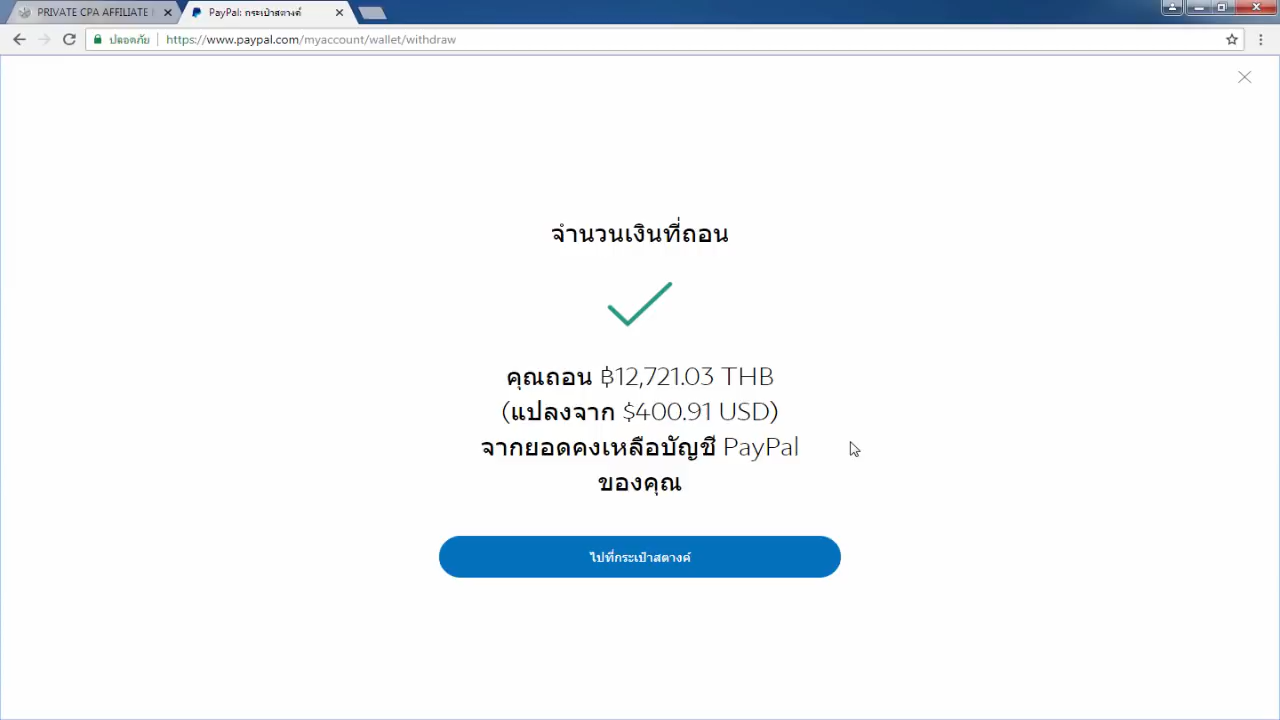 PRIVATE CPA AFFILIATE
PayPal: กระเป๋าสตางค์
ปลอดภัย
https://www.paypal.com/myaccount/wallet/withdraw
จำนวนเงินที่ถอน
คุณถอน ฿12,721.03 THB
(แปลงจาก $400.91 USD)
จากยอดคงเหลือบัญชี PayPal
ของคุณ
ไปที่กระเป๋าสตางค์